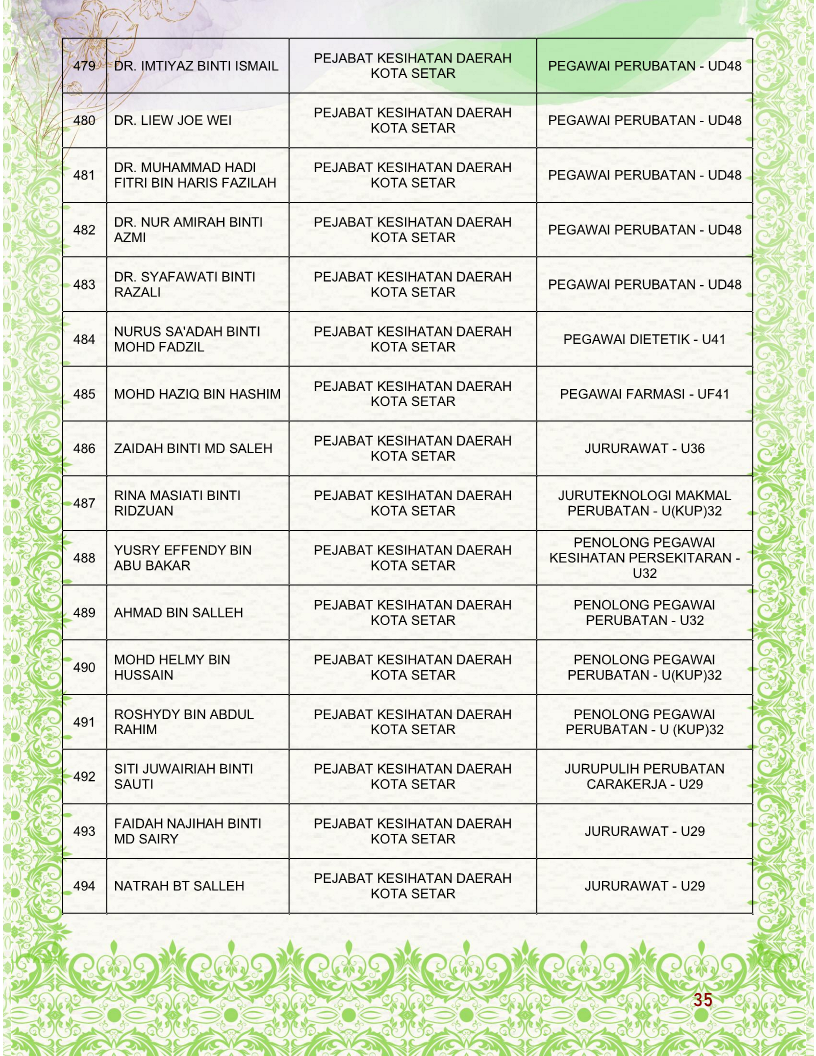 479 DR. IMTIYAZ BINTI ISMAIL PEJABAT KESIHATAN DAERAH KOTA SETAR PEGAWAI PERUBATAN - UD48
480 DR. LIEW JOE WEI PEJABAT KESIHATAN DAERAH KOTA SETAR PEGAWAI PERUBATAN - UD48
481 DR. MUHAMMAD HADI FITRI BIN HARIS FAZILAH PEJABAT KESIHATAN DAERAH KOTA SETAR PEGAWAI PERUBATAN - UD48
482 DR. NUR AMIRAH BINTI AZMI PEJABAT KESIHATAN DAERAH KOTA SETAR PEGAWAI PERUBATAN - UD48
483 DR. SYAFAWATI BINTI RAZALI PEJABAT KESIHATAN DAERAH KOTA SETAR PEGAWAI PERUBATAN - UD48
484 NURUS SA'ADAH BINTI MOHD FADZIL PEJABAT KESIHATAN DAERAH KOTA SETAR PEGAWAI DIETETIK - U41
485 MOHD HAZIQ BIN HASHIM PEJABAT KESIHATAN DAERAH KOTA SETAR PEGAWAI FARMASI - UF41
486 ZAIDAH BINTI MD SALEH PEJABAT KESIHATAN DAERAH KOTA SETAR JURURAWAT - U36
487 RINA MASIATI BINTI RIDZUAN PEJABAT KESIHATAN DAERAH KOTA SETAR JURUTEKNOLOGI MAKMAL PERUBATAN - U(KUP)32
488 YUSRY EFFENDY BIN ABU BAKAR PEJABAT KESIHATAN DAERAH KOTA SETAR PENOLONG PEGAWAI KESIHATAN PERSEKITARAN - U32
489 AHMAD BIN SALLEH PEJABAT KESIHATAN DAERAH KOTA SETAR PENOLONG PEGAWAI PERUBATAN - U32
490 MOHD HELMY BIN HUSSAIN PEJABAT KESIHATAN DAERAH KOTA SETAR PENOLONG PEGAWAI PERUBATAN - U(KUP)32
491 ROSHYDY BIN ABDUL RAHIM PEJABAT KESIHATAN DAERAH KOTA SETAR PENOLONG PEGAWAI PERUBATAN - U (KUP)32
492 SITI JUWAIRIAH BINTI SAUTI PEJABAT KESIHATAN DAERAH KOTA SETAR JURUPULIH PERUBATAN CARAKERJA - U29
493 FAIDAH NAJIHAH BINTI MD SAIRY PEJABAT KESIHATAN DAERAH KOTA SETAR JURURAWAT - U29
494 NATRAH BT SALLEH PEJABAT KESIHATAN DAERAH KOTA SETAR JURURAWAT - U29
35